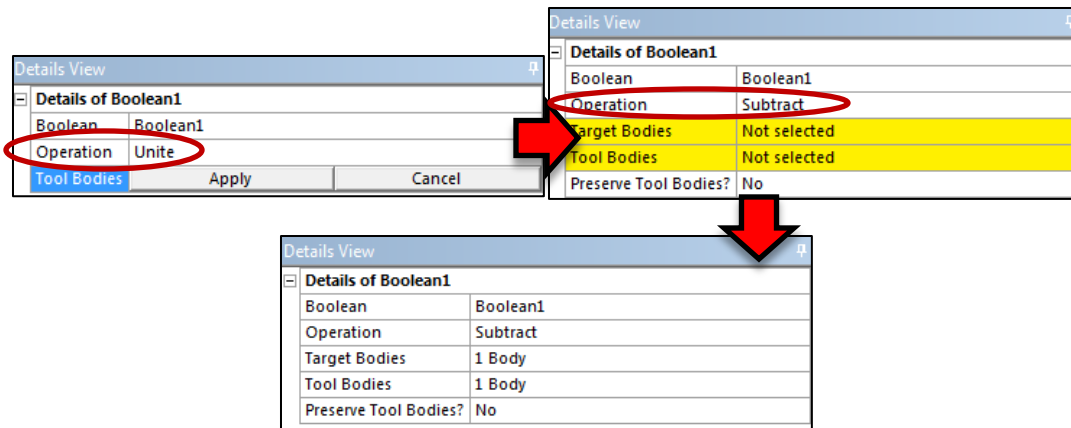 Details View
Details of Boolean1
Boolean Boolean1
Operation Unite
Tool Bodies Apply Cancel
Details View
Details of Boolean1
Boolean Boolean1
Operation Subtract
Target Bodies Not selected
Tool Bodies Not selected
Preserve Tool Bodies? No
Details View
Details of Boolean1
Boolean Boolean1
Operation Subtract
Target Bodies 1 Body
Tool Bodies 1 Body
Preserve Tool Bodies? No